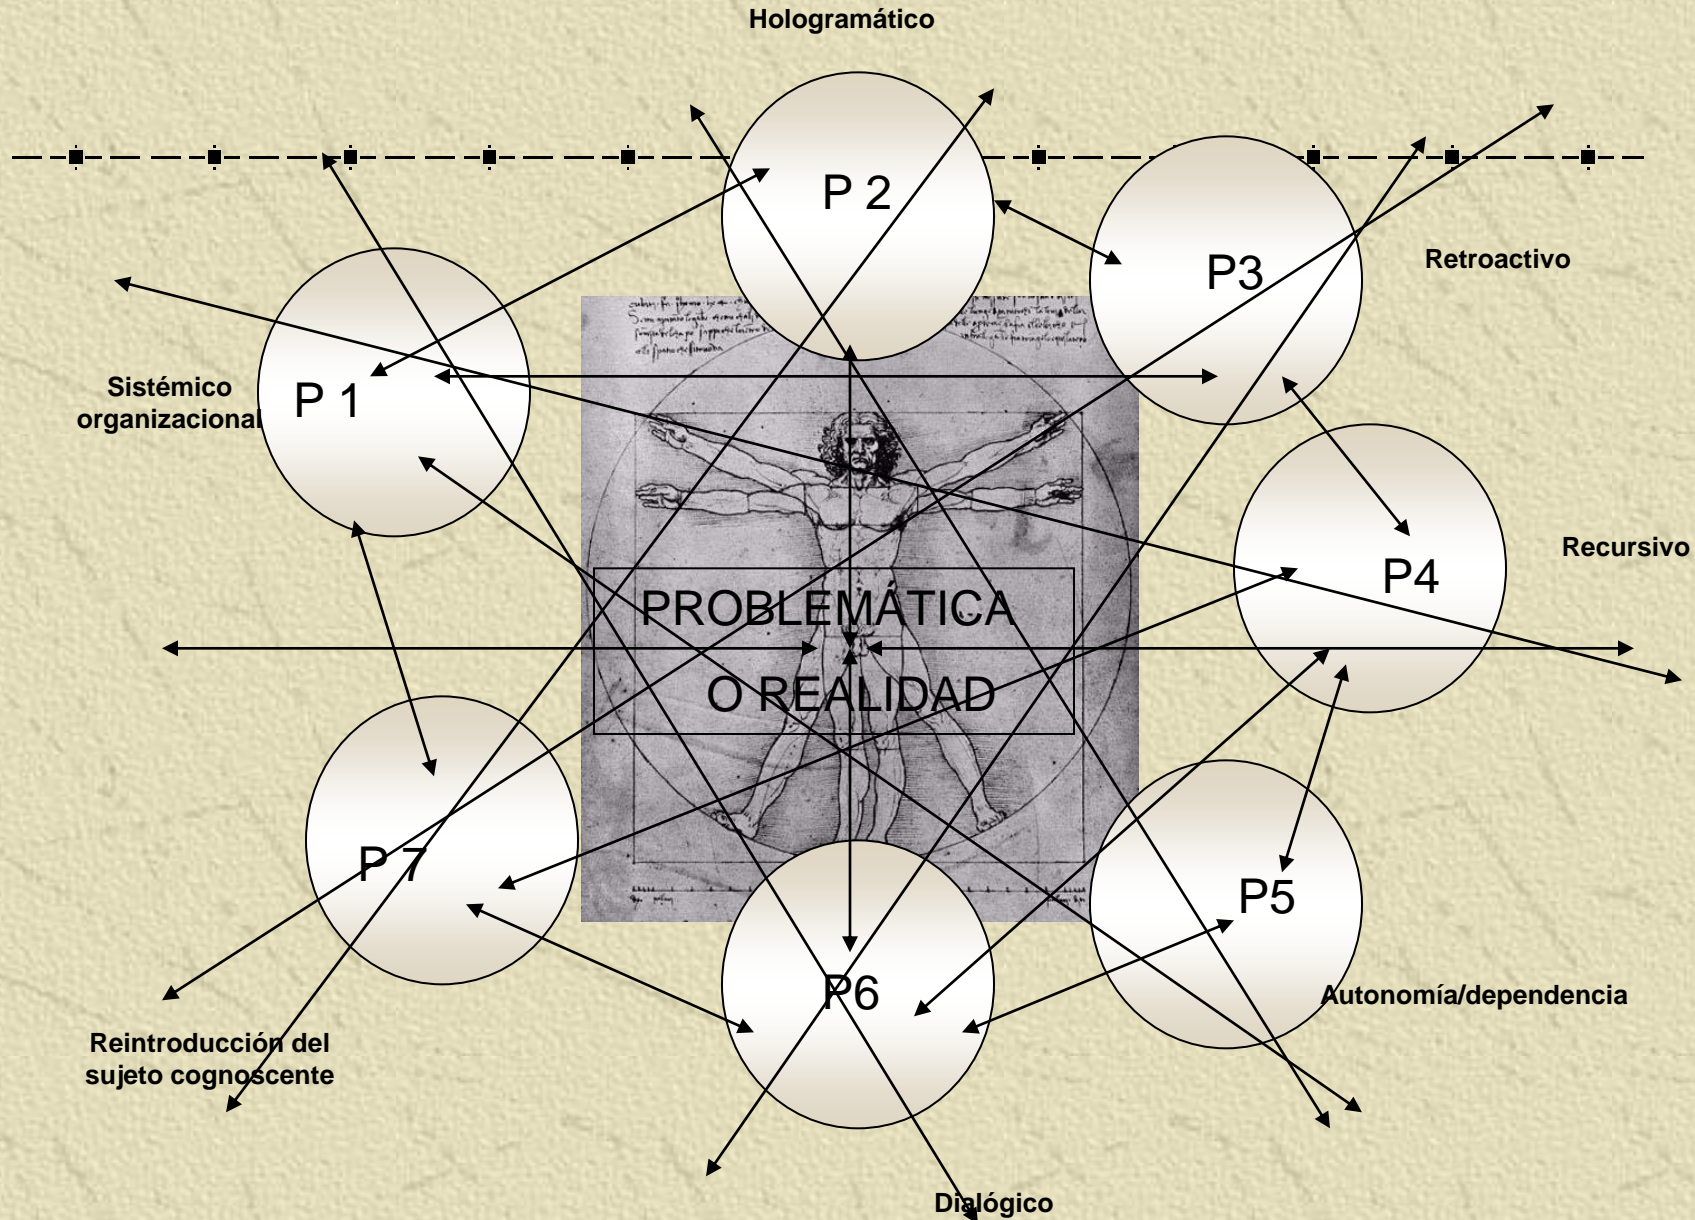 Hologramático
P 2
P3
Retroactivo
P 1
Sistémico
organizacional
P4
Recursivo
PROBLEMÁTICA
O REALIDAD
P 7
P5
P6
Autonomía/dependencia
Reintroducción del
sujeto cognoscente
Dialógico